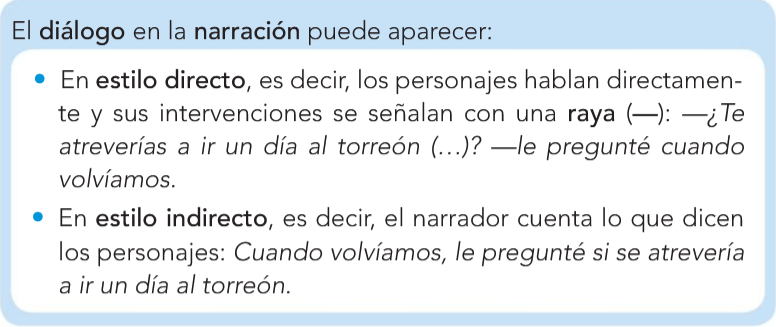 El diálogo en la narración puede aparecer:
• En estilo directo, es decir, los personajes hablan directamen-
te y sus intervenciones se señalan con una raya (—): —¿Te
atreverías a ir un día al torreón (…)? —le pregunté cuando
volvíamos.
• En estilo indirecto, es decir, el narrador cuenta lo que dicen
los personajes: Cuando volvíamos, le pregunté si se atrevería
a ir un día al torreón.